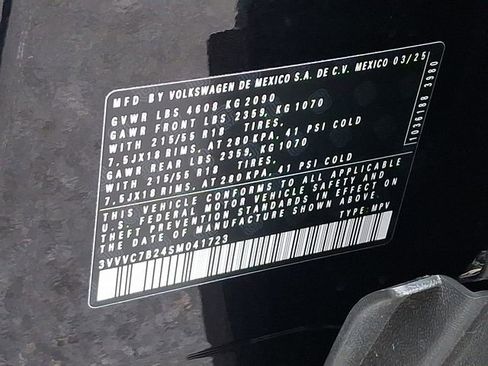 MFD BY VOLKSWAGEN DE MEXICO S.A. DE C.V. MEXICO 03/25
GVWR LBS 4608 KG2090
GAWR FRONT LBS 2359, KG1070
WITH 215/55 R18 TIRES,
7.5JX18 RIMS, AT 280KPA, 41 PSI COLD
GAWR REAR LBS 2359, KG1070
WITH 215/55 R18 TIRES,
7.5JX18 RIMS, AT 280KPA, 41 PSI COLD
THIS VEHICLE CONFORMS TO ALL APPLICABLE
U.S. FEDERAL MOTOR VEHICLE SAFETY AND
THEFT PREVENTION STANDARDS IN EFFECT ON
THE DATE OF MANUFACTURE SHOWN ABOVE.
3VVVC7B24SM041723 TYPE: MPV
1036188 3980